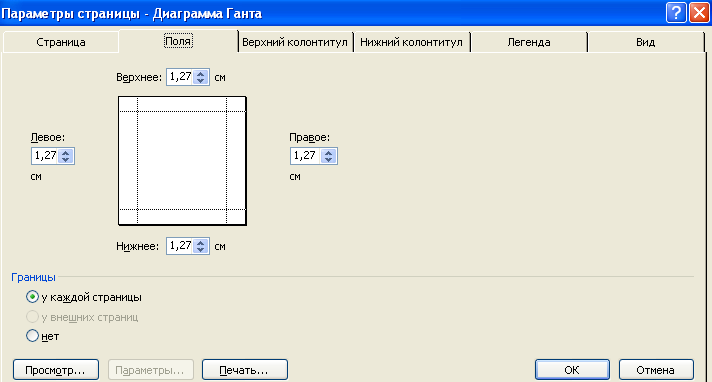 Параметры страницы - Диаграмма Ганта
Страница
Поля
Верхний колонтитул
Нижний колонтитул
Легенда
Вид
Верхнее: 1,27 см
Левое:
Правое:
1,27
1,27
см
см
Нижнее: 1,27 см
Границы
у каждой страницы
у внешних страниц
нет
Просмотр...
Параметры...
Печать...
ОК
Отмена